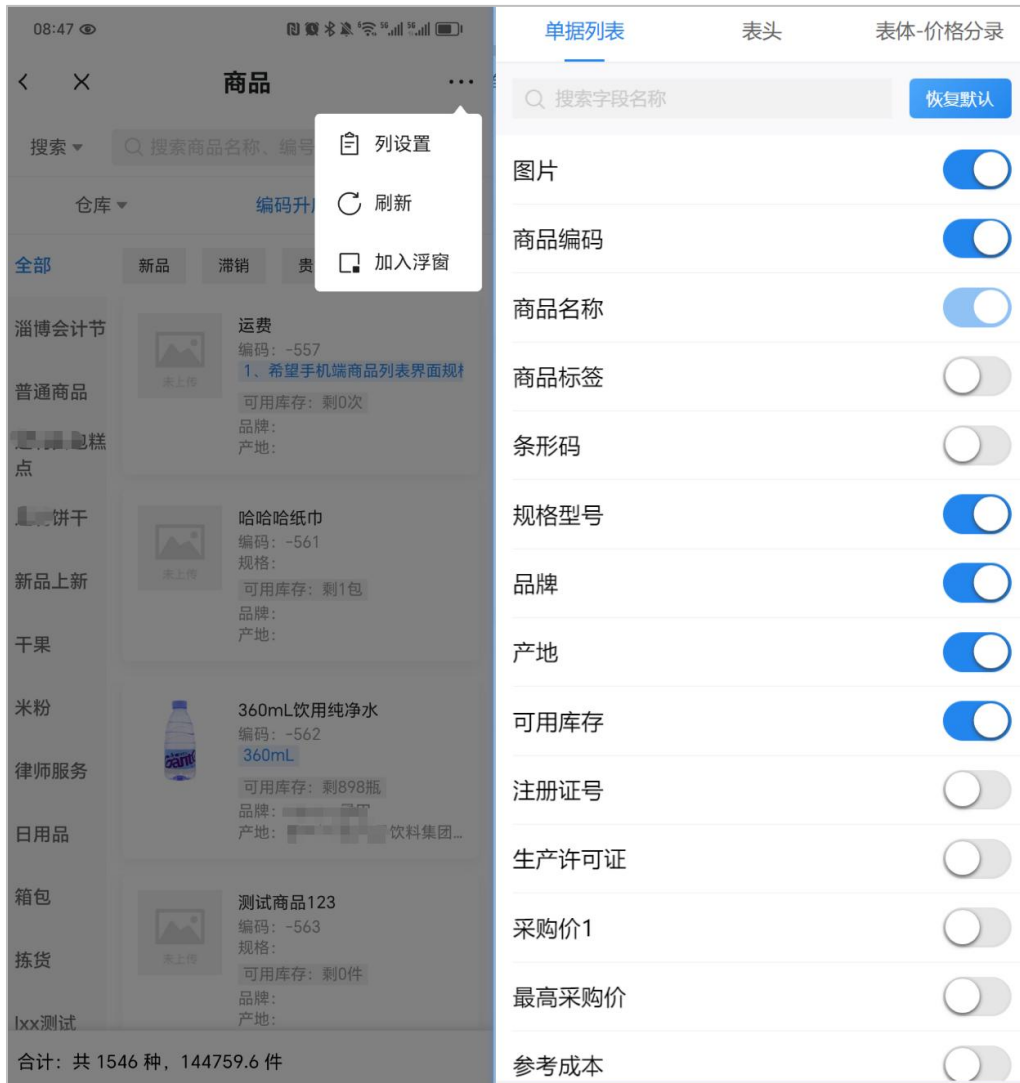 08:47
商品
搜索
搜索商品名称、编号
列设置
刷新
加入浮窗
仓库
编码升
全部
新品
滞销
贵
淄博会计节
普通商品
糕
点
饼干
新品上新
干果
米粉
律师服务
日用品
箱包
拣货
lxx测试
未上传
运费
编码：-557
1、希望手机端商品列表界面规
可用库存：剩0次
品牌：
产地：
未上传
哈哈哈纸巾
编码：-561
规格：
可用库存：剩1包
品牌：
产地：
360mL饮用纯净水
编码：-562
360mL
可用库存：剩898瓶
品牌：
产地：饮料集团...
未上传
测试商品123
编码：-563
规格：
可用库存：剩0件
品牌：
产地：
合计：共 1546 种，144759.6 件
单据列表
表头
表体-价格分录
搜索字段名称
恢复默认
图片
商品编码
商品名称
商品标签
条形码
规格型号
品牌
产地
可用库存
注册证号
生产许可证
采购价1
最高采购价
参考成本